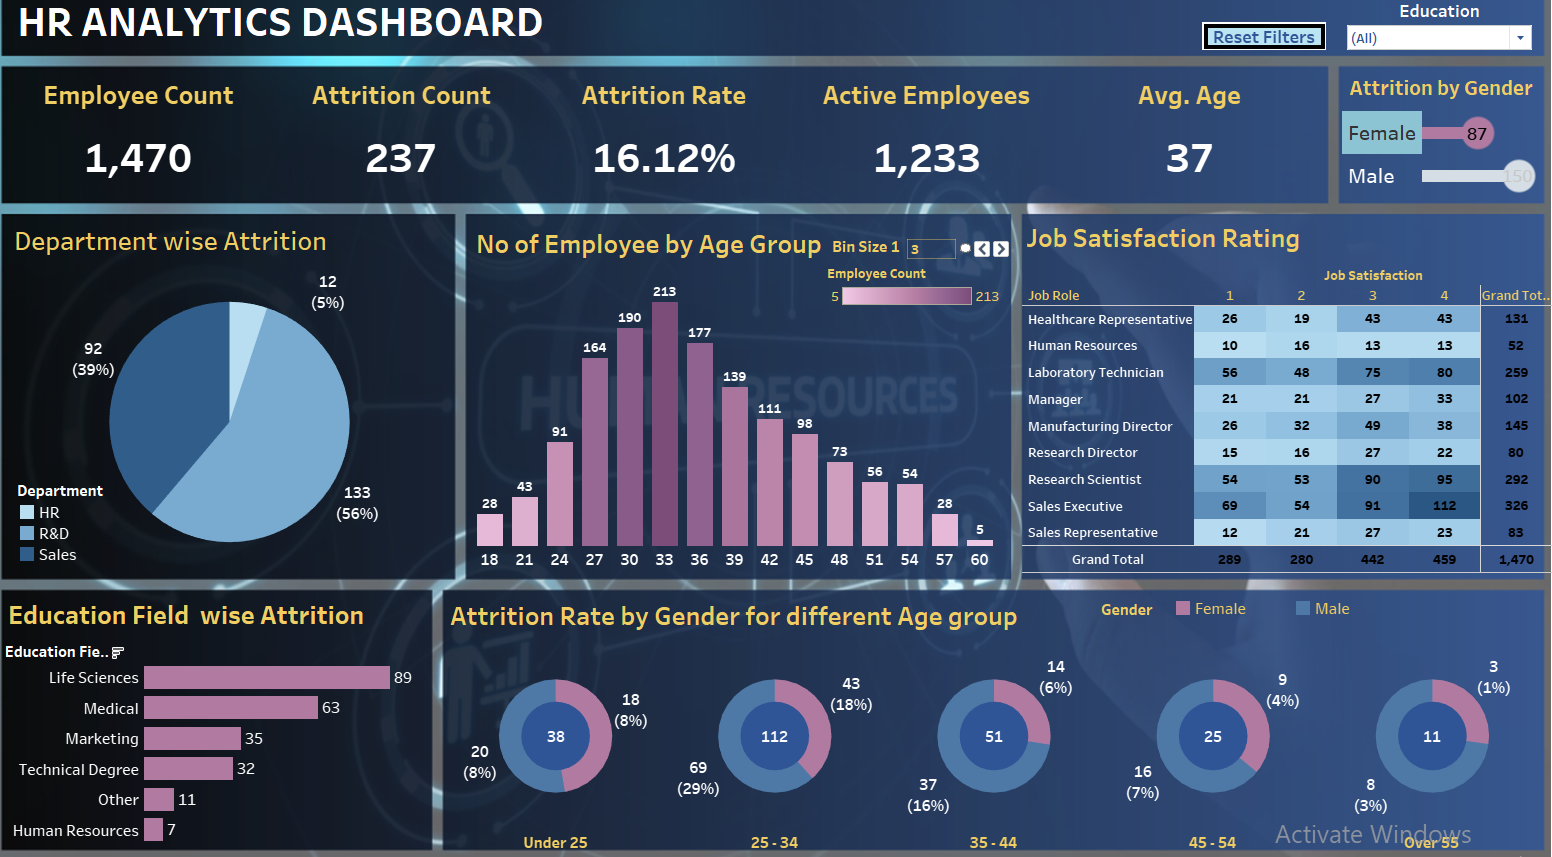 HR ANALYTICS DASHBOARD
Reset Filters
Education
(All)
Employee Count
1,470
Attrition Count
237
Attrition Rate
16.12%
Active Employees
1,233
Avg. Age
37
Attrition by Gender
Female 87
Male 150
Department wise Attrition
12
(5%)
92
(39%)
133
(56%)
Department
HR
R&D
Sales
No of Employee by Age Group
Bin Size 1 3
Employee Count
5 213
28 43 91 164 190 213 177 139 111 98 73 56 54 28 5
18 21 24 27 30 33 36 39 42 45 48 51 54 57 60
HUMAN RESOURCES
Job Satisfaction Rating
Job Satisfaction
Job Role 1 2 3 4 Grand Tot..
Healthcare Representative 26 19 43 43 131
Human Resources 10 16 13 13 52
Laboratory Technician 56 48 75 80 259
Manager 21 21 27 33 102
Manufacturing Director 26 32 49 38 145
Research Director 15 16 27 22 80
Research Scientist 54 53 90 95 292
Sales Executive 69 54 91 112 326
Sales Representative 12 21 27 23 83
Grand Total 289 280 442 459 1,470
Education Field  wise Attrition
Education Fie..
Life Sciences 89
Medical 63
Marketing 35
Technical Degree 32
Other 11
Human Resources 7
Attrition Rate by Gender for different Age group
Gender Female Male
18
(8%)
20
(8%)
38
Under 25
43
(18%)
69
(29%)
112
25 - 34
14
(6%)
37
(16%)
51
35 - 44
9
(4%)
16
(7%)
25
45 - 54
3
(1%)
8
(3%)
11
Over 55
Activate Windows